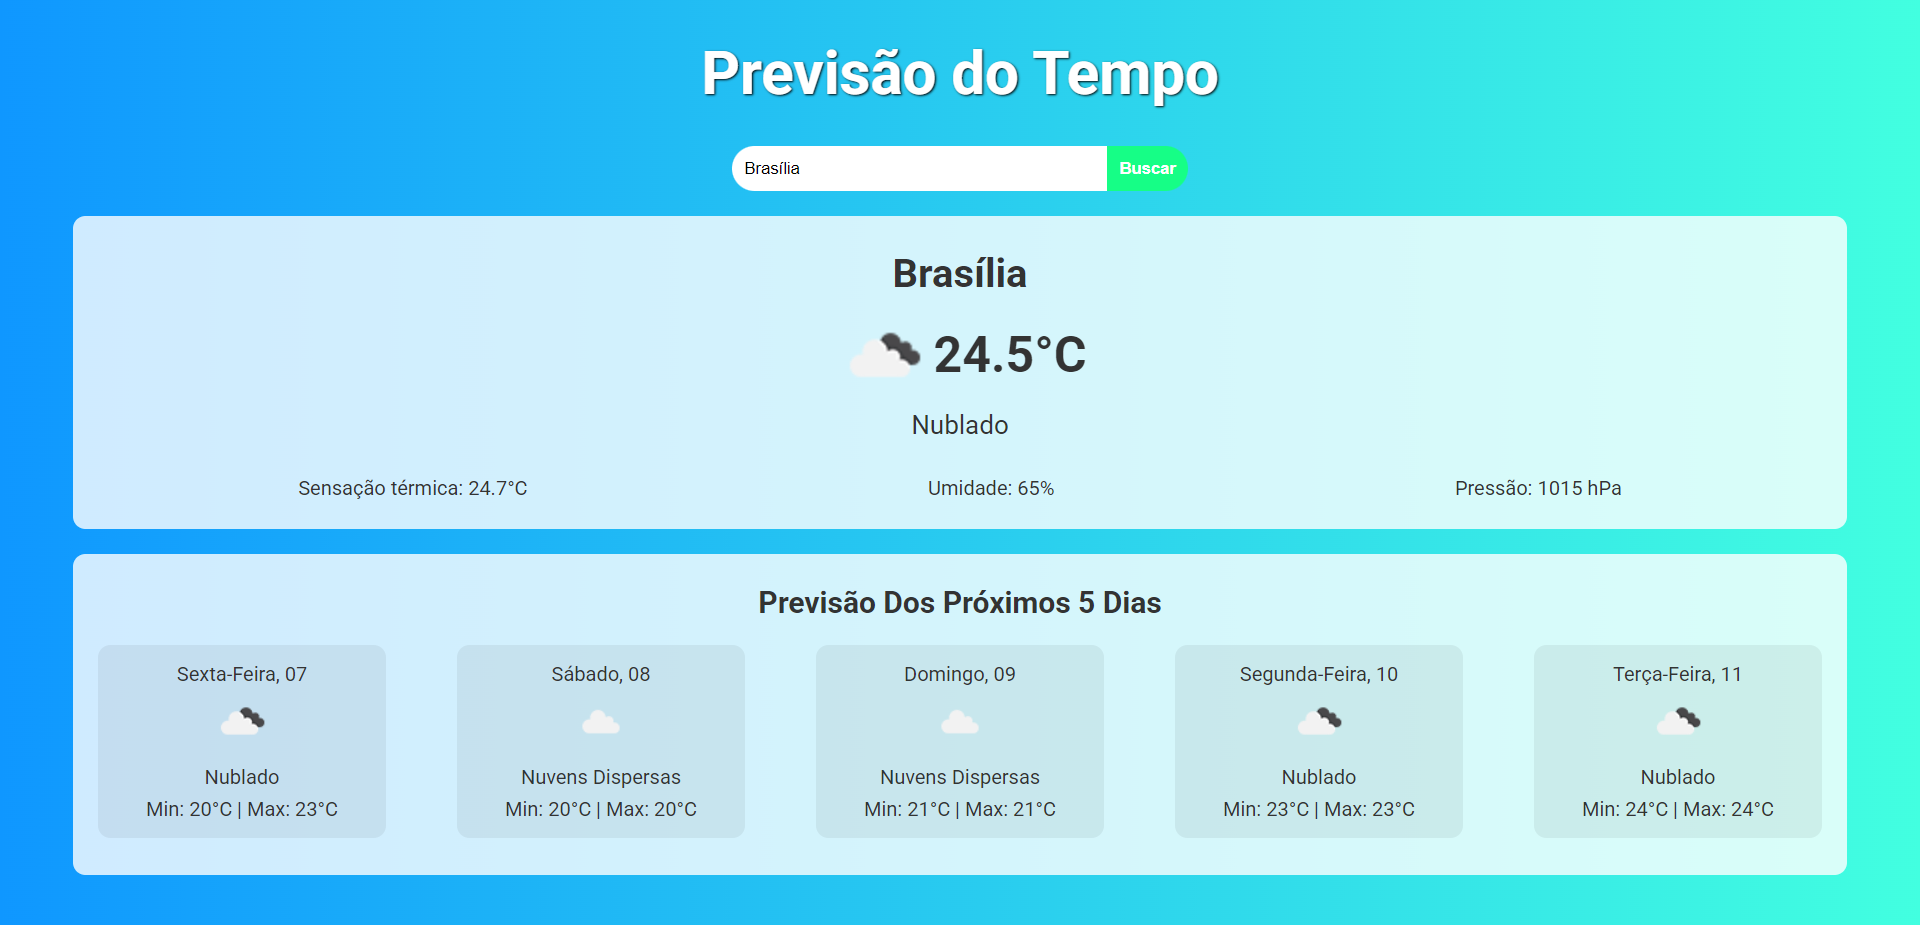 Previsão do Tempo
Brasília
Buscar
Brasília
24.5°C
Nublado
Sensação térmica: 24.7°C
Umidade: 65%
Pressão: 1015 hPa
Previsão Dos Próximos 5 Dias
Sexta-Feira, 07
Nublado
Min: 20°C | Max: 23°C
Sábado, 08
Nuvens Dispersas
Min: 20°C | Max: 20°C
Domingo, 09
Nuvens Dispersas
Min: 21°C | Max: 21°C
Segunda-Feira, 10
Nublado
Min: 23°C | Max: 23°C
Terça-Feira, 11
Nublado
Min: 24°C | Max: 24°C